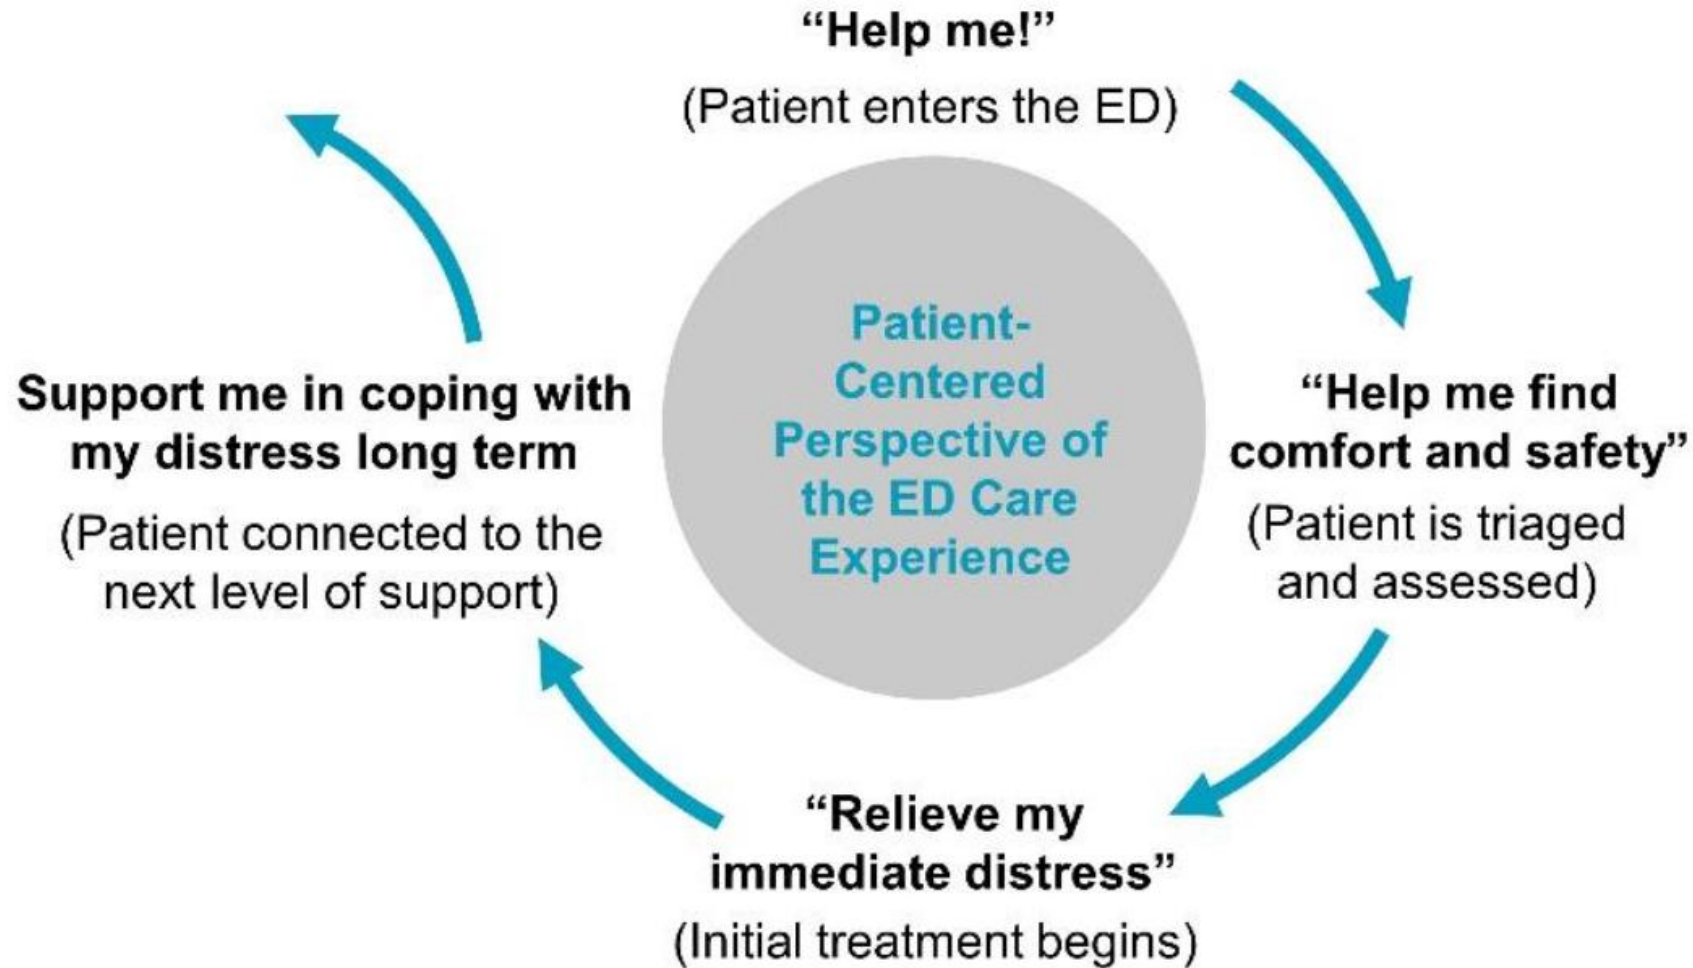 “Help me!”
(Patient enters the ED)
Patient-
Centered
Perspective of
the ED Care
Experience
“Help me find
comfort and safety”
(Patient is triaged
and assessed)
“Relieve my
immediate distress”
(Initial treatment begins)
Support me in coping with
my distress long term
(Patient connected to the
next level of support)